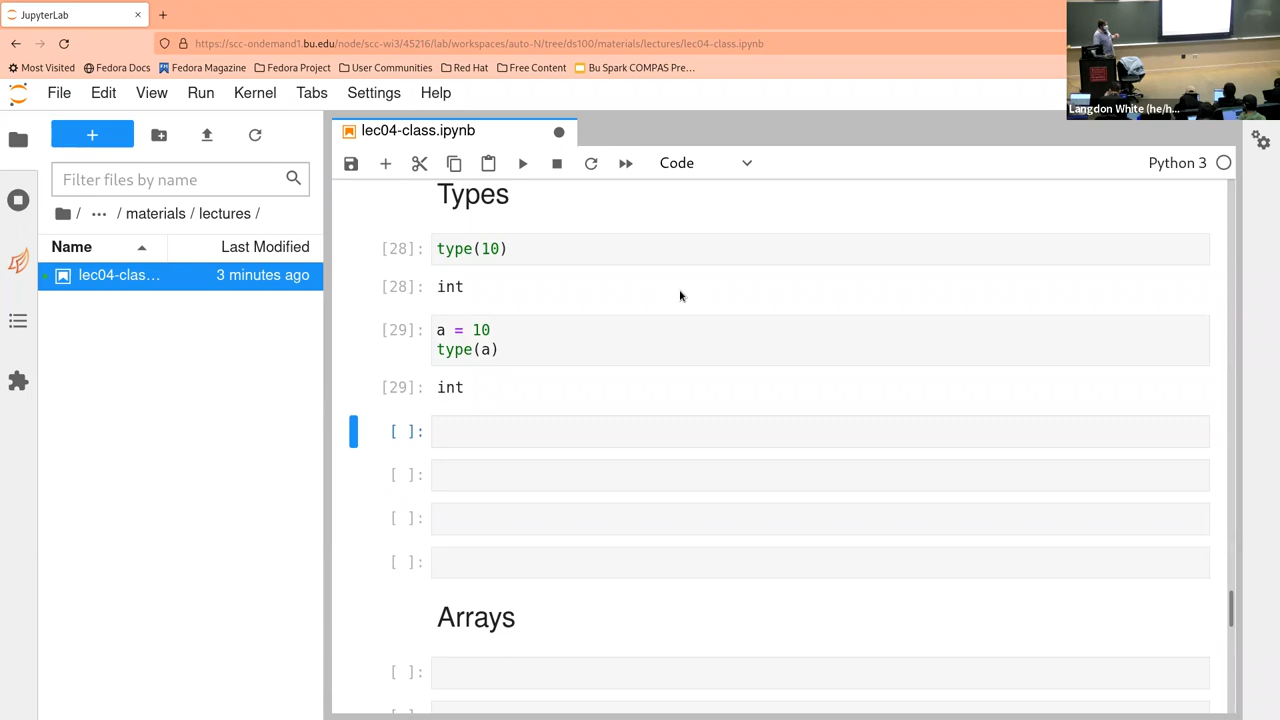 JupyterLab
https://scc-ondemand1.bu.edu/node/scc-wi3/45216/lab/workspaces/auto-N/tree/ds100/materials/lectures/lec04-class.ipynb
Most Visited Fedora Docs Fedora Magazine Fedora Project User Communities Red Hat Free Content Bu Spark COMPAS Pre…
Langdon White (he/h...
File Edit View Run Kernel Tabs Settings Help
lec04-class.ipynb
Code Python 3
Filter files by name
/ … / materials / lectures /
Name Last Modified
lec04-clas… 3 minutes ago
Types
[28]: type(10)
[28]: int
[29]: a = 10
type(a)
[29]: int
[ ]:
[ ]:
[ ]:
[ ]:
Arrays
[ ]: